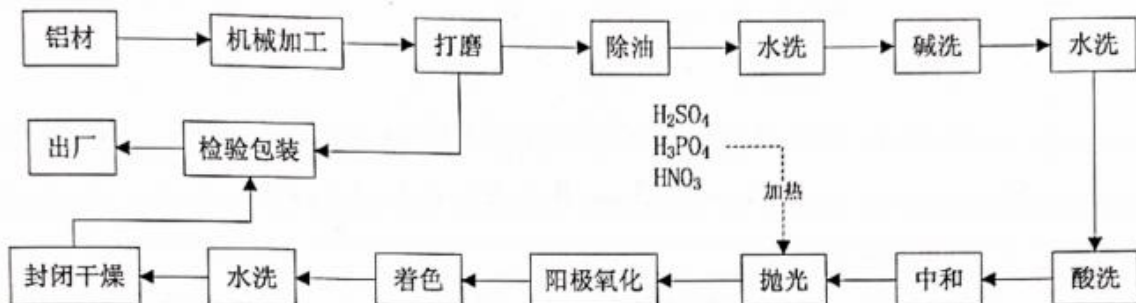 铝材
机械加工
打磨
除油
水洗
碱洗
水洗
出厂
检验包装
H₂SO₄
H₃PO₄
HNO₃
加热
封闭干燥
水洗
着色
阳极氧化
抛光
中和
酸洗